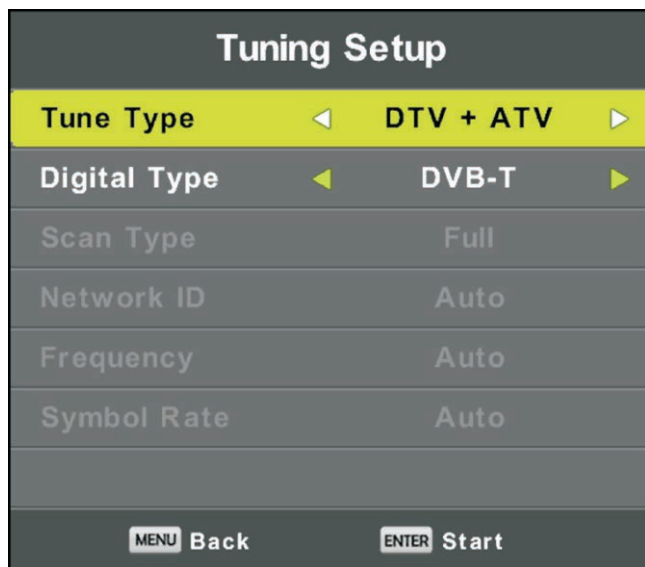 Tuning Setup
Tune Type DTV + ATV
Digital Type DVB-T
Scan Type Full
Network ID Auto
Frequency Auto
Symbol Rate Auto
MENU Back ENTER Start